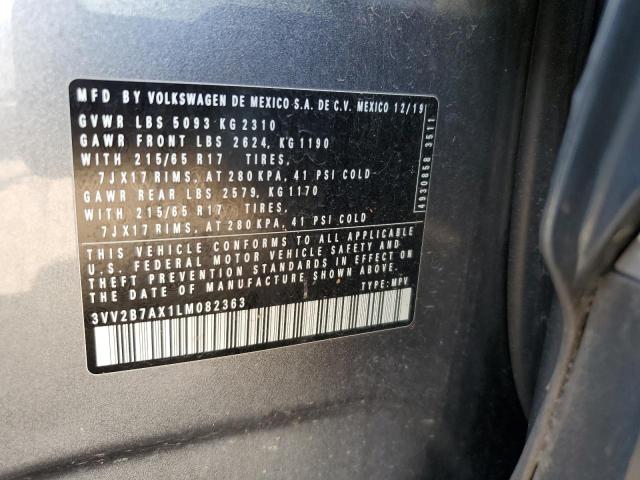 MFD BY VOLKSWAGEN DE MEXICO S.A. DE C.V. MEXICO 12/19
GVWR LBS 5093 KG 2310
GAWR FRONT LBS 2624, KG 1190
WITH 215/65 R17 TIRES,
7JX17 RIMS, AT 280 KPA, 41 PSI COLD
GAWR REAR LBS 2579, KG 1170
WITH 215/65 R17 TIRES,
7JX17 RIMS, AT 280 KPA, 41 PSI COLD
THIS VEHICLE CONFORMS TO ALL APPLICABLE
U.S. FEDERAL MOTOR VEHICLE SAFETY AND
THEFT PREVENTION STANDARDS IN EFFECT ON
THE DATE OF MANUFACTURE SHOWN ABOVE.
TYPE: MPV
3VV2B7AX1LM082363
4930858 3511